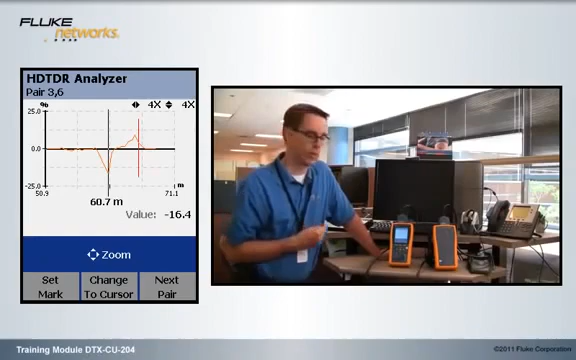 FLUKE
networks®
HDTDR Analyzer
Pair 3,6
% 4X 4X
25.0
0.0
-25.0
m
50.9 71.1
60.7 m
Value: -16.4
Zoom
Set Mark
Change To Cursor
Next Pair
Training Module DTX-CU-204
©2011 Fluke Corporation